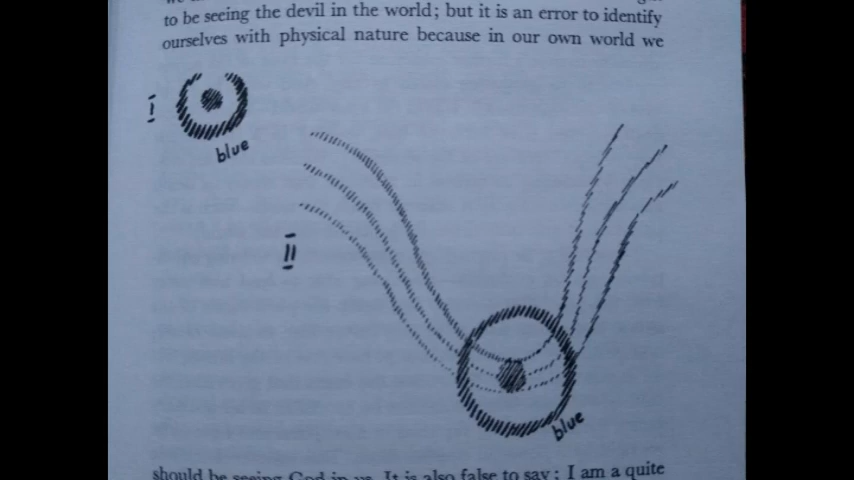 to be seeing the devil in the world; but it is an error to identify
ourselves with physical nature because in our own world we
I
blue
II
blue
should be seeing God in us. It is also false to say: I am a quite